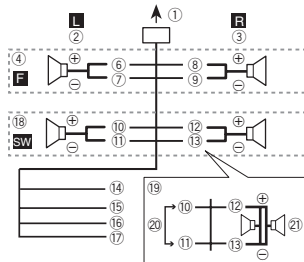 ①
L R
② ③
④ ⊕ ⑥ ⑧ ⊕
F ⊖ ⑦ ⑨ ⊖
⑱ ⊕ ⑩ ⑫ ⊕
SW ⊖ ⑪ ⑬ ⊖
⑭
⑮
⑯
⑰
⑲
⑩ ⑫ ⊕
⑳ ㉑
⑪ ⑬ ⊖